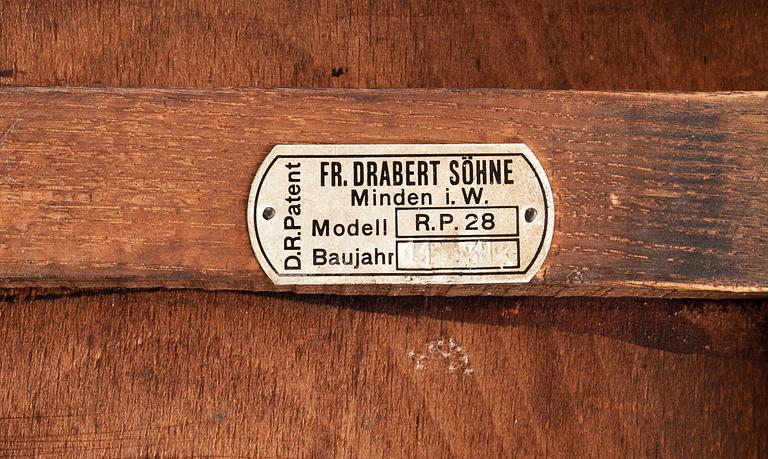 D.R.Patent
FR. DRABERT SÖHNE
Minden i. W.
Modell R.P. 28
Baujahr